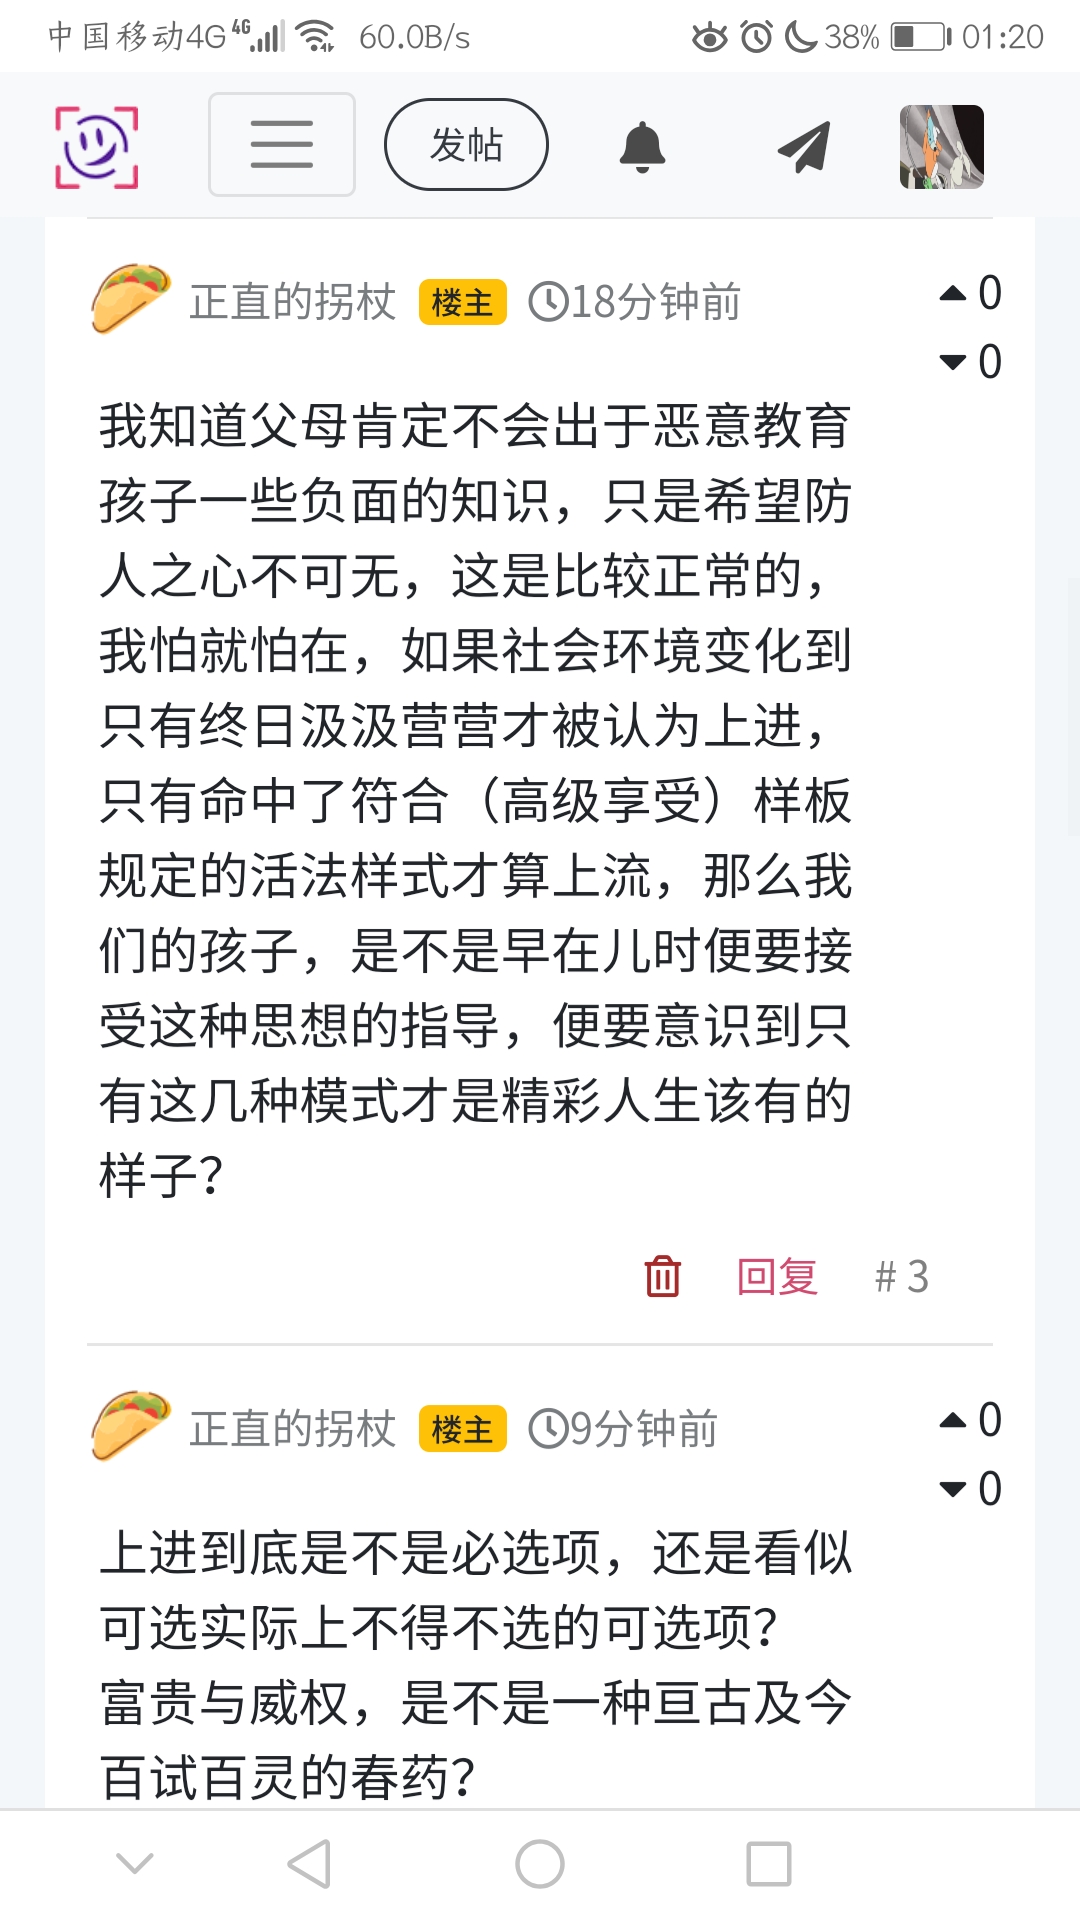 中国移动4G 4G 60.0B/s 38% 01:20
发帖
正直的拐杖 楼主 18分钟前 0
0
我知道父母肯定不会出于恶意教育
孩子一些负面的知识，只是希望防
人之心不可无，这是比较正常的，
我怕就怕在，如果社会环境变化到
只有终日汲汲营营才被认为上进，
只有命中了符合（高级享受）样板
规定的活法样式才算上流，那么我
们的孩子，是不是早在儿时便要接
受这种思想的指导，便要意识到只
有这几种模式才是精彩人生该有的
样子？
回复 # 3
正直的拐杖 楼主 9分钟前 0
0
上进到底是不是必选项，还是看似
可选实际上不得不选的可选项？
富贵与威权，是不是一种亘古及今
百试百灵的春药？